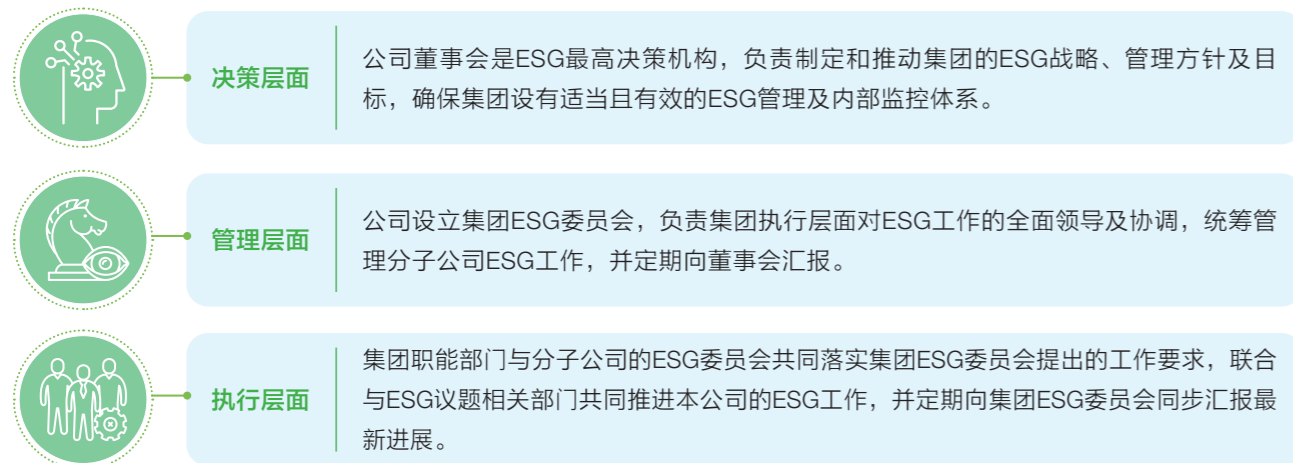 决策层面
公司董事会是ESG最高决策机构，负责制定和推动集团的ESG战略、管理方针及目
标，确保集团设有适当且有效的ESG管理及内部监控体系。
管理层面
公司设立集团ESG委员会，负责集团执行层面对ESG工作的全面领导及协调，统筹管
理分子公司ESG工作，并定期向董事会汇报。
执行层面
集团职能部门与分子公司的ESG委员会共同落实集团ESG委员会提出的工作要求，联合
与ESG议题相关部门共同推进本公司的ESG工作，并定期向集团ESG委员会同步汇报最
新进展。